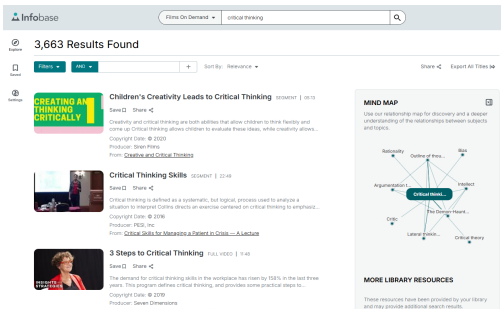 Infobase
Films On Demand
critical thinking
Explore
Saved
Settings
3,663 Results Found
Filters
AND
+
Sort By: Relevance
Share
Export All Titles
CREATING AND
THINKING
CRITICALLY
Children's Creativity Leads to Critical Thinking SEGMENT | 05:13
Save Share
Creativity and critical thinking are both abilities that allow children to think flexibly and
come up Critical thinking allows children to evaluate these ideas, while creativity allows...
Copyright Date: © 2020
Producer: Siren Films
From: Creative and Critical Thinking
Critical Thinking Skills SEGMENT | 22:49
Save Share
Critical thinking is defined as a systematic, but logical, process used to analyze a
situation to interpret Collins directs an exercise centered on critical thinking to emphasis...
Copyright Date: © 2016
Producer: PESI, Inc
From: Critical Skills for Managing a Patient in Crisis -- A Lecture
INSIGHTS
STRATEGIES
3 Steps to Critical Thinking FULL VIDEO | 11:48
Save Share
The demand for critical thinking skills in the workplace has risen by 158% in the last three
years. This program defines critical thinking, and provides some practical steps to...
Copyright Date: © 2019
Producer: Seven Dimensions
MIND MAP
Use our relationship map for discovery and a deeper
understanding of the relationships between subjects
and topics.
Rationality
Outline of thou...
Bias
Argumentation t...
Intellect
Critical thinki...
Critic
The Demon-Haunt...
Lateral thinkin...
Critical theory
MORE LIBRARY RESOURCES
These resources have been provided by your library
and may provide additional search results.